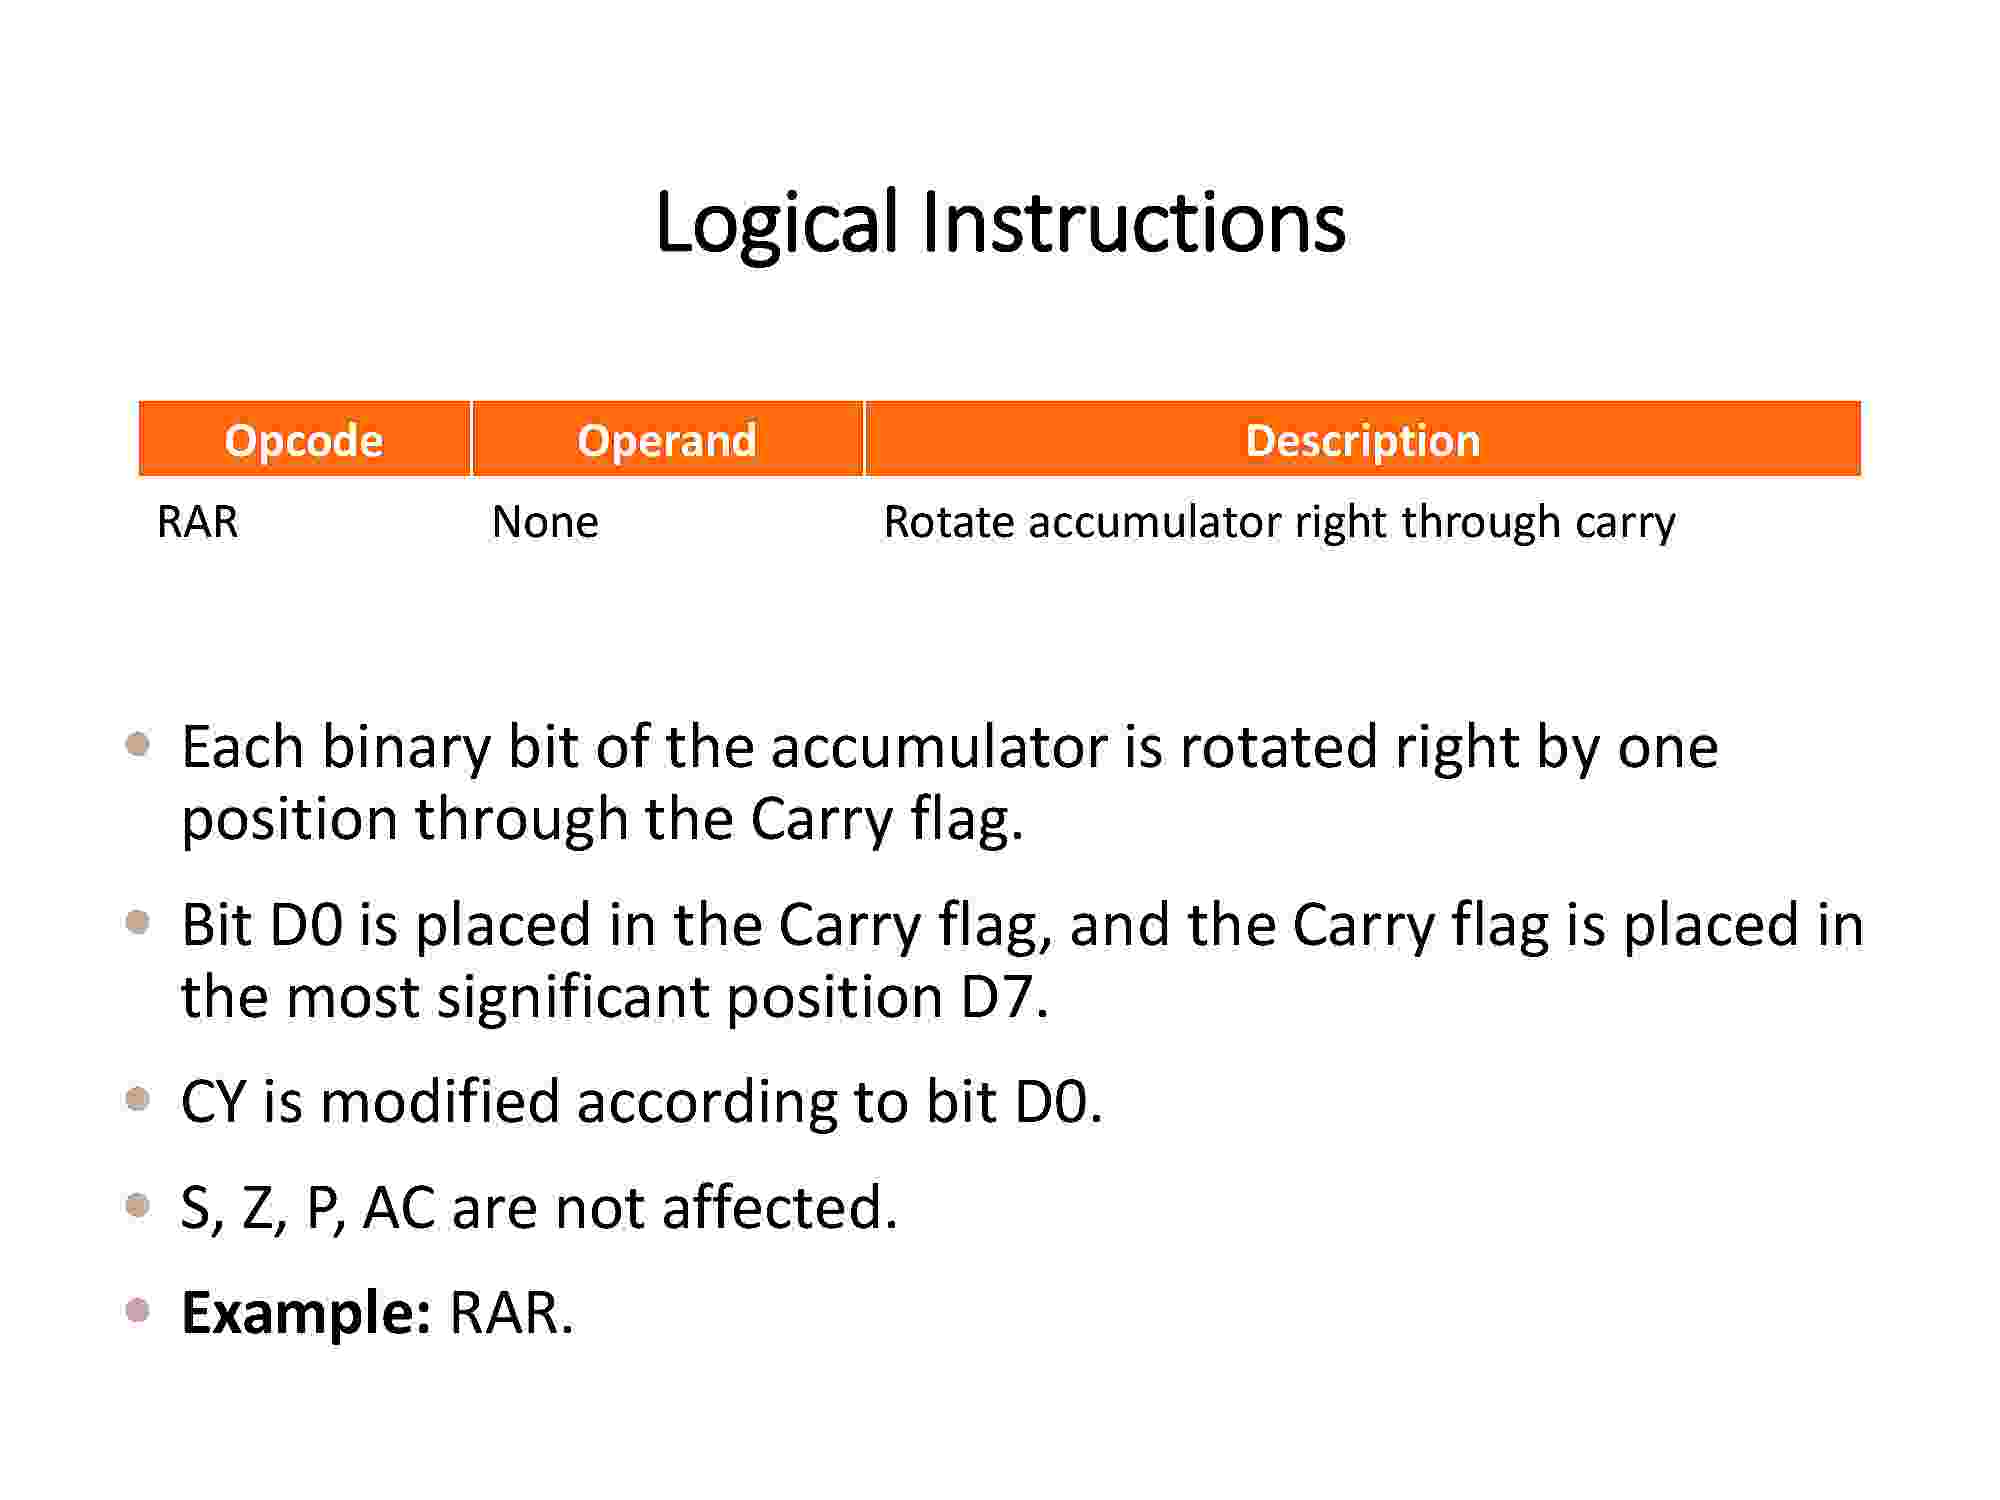 Logical Instructions
Opcode Operand Description
RAR None Rotate accumulator right through carry
• Each binary bit of the accumulator is rotated right by one
position through the Carry flag.
• Bit D0 is placed in the Carry flag, and the Carry flag is placed in
the most significant position D7.
• CY is modified according to bit D0.
• S, Z, P, AC are not affected.
• Example: RAR.